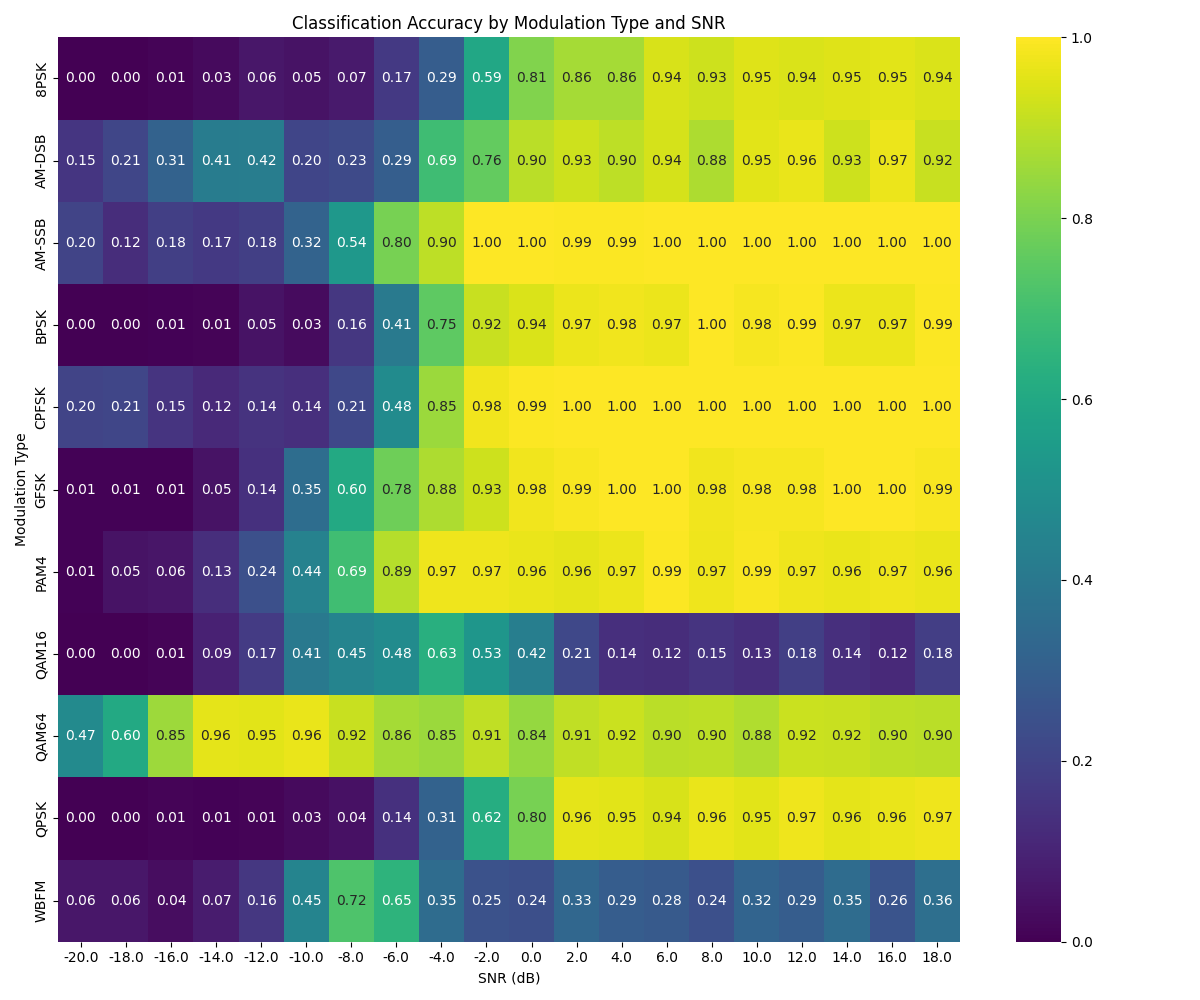 Classification Accuracy by Modulation Type and SNR
8PSK 0.00 0.00 0.01 0.03 0.06 0.05 0.07 0.17 0.29 0.59 0.81 0.86 0.86 0.94 0.93 0.95 0.94 0.95 0.95 0.94
AM-DSB 0.15 0.21 0.31 0.41 0.42 0.20 0.23 0.29 0.69 0.76 0.90 0.93 0.90 0.94 0.88 0.95 0.96 0.93 0.97 0.92
AM-SSB 0.20 0.12 0.18 0.17 0.18 0.32 0.54 0.80 0.90 1.00 1.00 0.99 0.99 1.00 1.00 1.00 1.00 1.00 1.00 1.00
BPSK 0.00 0.00 0.01 0.01 0.05 0.03 0.16 0.41 0.75 0.92 0.94 0.97 0.98 0.97 1.00 0.98 0.99 0.97 0.97 0.99
CPFSK 0.20 0.21 0.15 0.12 0.14 0.14 0.21 0.48 0.85 0.98 0.99 1.00 1.00 1.00 1.00 1.00 1.00 1.00 1.00 1.00
GFSK 0.01 0.01 0.01 0.05 0.14 0.35 0.60 0.78 0.88 0.93 0.98 0.99 1.00 1.00 0.98 0.98 0.98 1.00 1.00 0.99
PAM4 0.01 0.05 0.06 0.13 0.24 0.44 0.69 0.89 0.97 0.97 0.96 0.96 0.97 0.99 0.97 0.99 0.97 0.96 0.97 0.96
QAM16 0.00 0.00 0.01 0.09 0.17 0.41 0.45 0.48 0.63 0.53 0.42 0.21 0.14 0.12 0.15 0.13 0.18 0.14 0.12 0.18
QAM64 0.47 0.60 0.85 0.96 0.95 0.96 0.92 0.86 0.85 0.91 0.84 0.91 0.92 0.90 0.90 0.88 0.92 0.92 0.90 0.90
QPSK 0.00 0.00 0.01 0.01 0.01 0.03 0.04 0.14 0.31 0.62 0.80 0.96 0.95 0.94 0.96 0.95 0.97 0.96 0.96 0.97
WBFM 0.06 0.06 0.04 0.07 0.16 0.45 0.72 0.65 0.35 0.25 0.24 0.33 0.29 0.28 0.24 0.32 0.29 0.35 0.26 0.36
-20.0 -18.0 -16.0 -14.0 -12.0 -10.0 -8.0 -6.0 -4.0 -2.0 0.0 2.0 4.0 6.0 8.0 10.0 12.0 14.0 16.0 18.0
SNR (dB)
Modulation Type
1.0
0.8
0.6
0.4
0.2
0.0